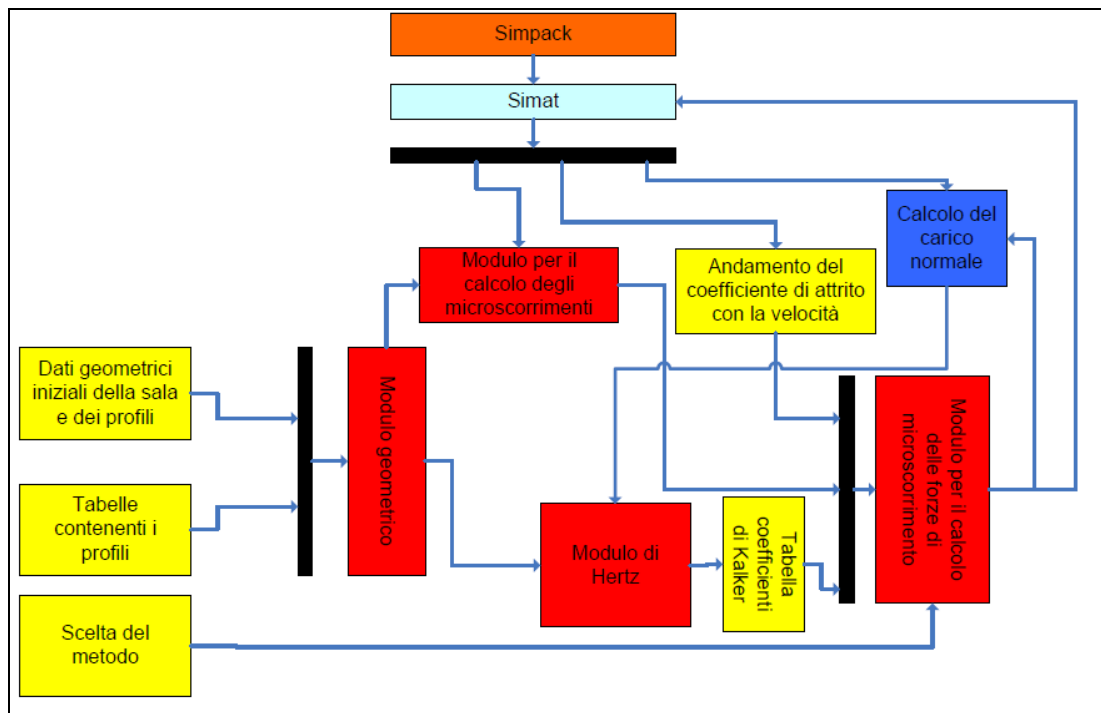 Simpack
Simat
Calcolo del
carico
normale
Modulo per il
calcolo degli
microscorrimenti
Andamento del
coefficiente di attrito
con la velocità
Dati geometrici
iniziali della sala
e dei profili
Modulo geometrico
Modulo per il calcolo
delle forze di
microscorrimento
Tabelle
contenenti i
profili
Modulo di
Hertz
Tabella
coefficienti
di Kalker
Scelta del
metodo